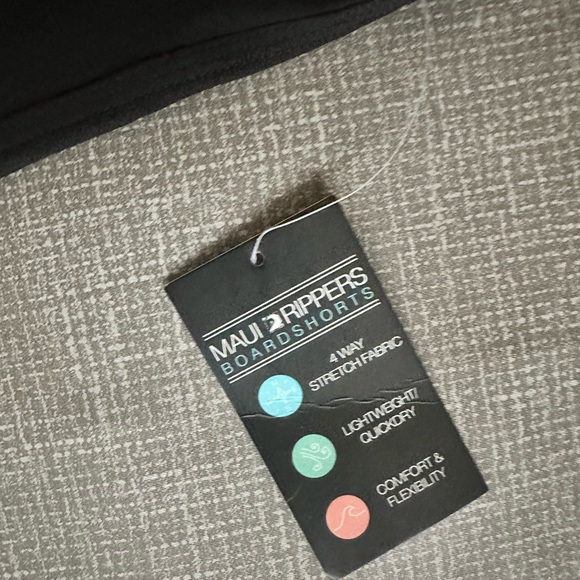 MAUI RIPPERS
BOARDSHORTS
4 WAY
STRETCH FABRIC
LIGHTWEIGHT/
QUICKDRY
COMFORT &
FLEXIBILITY